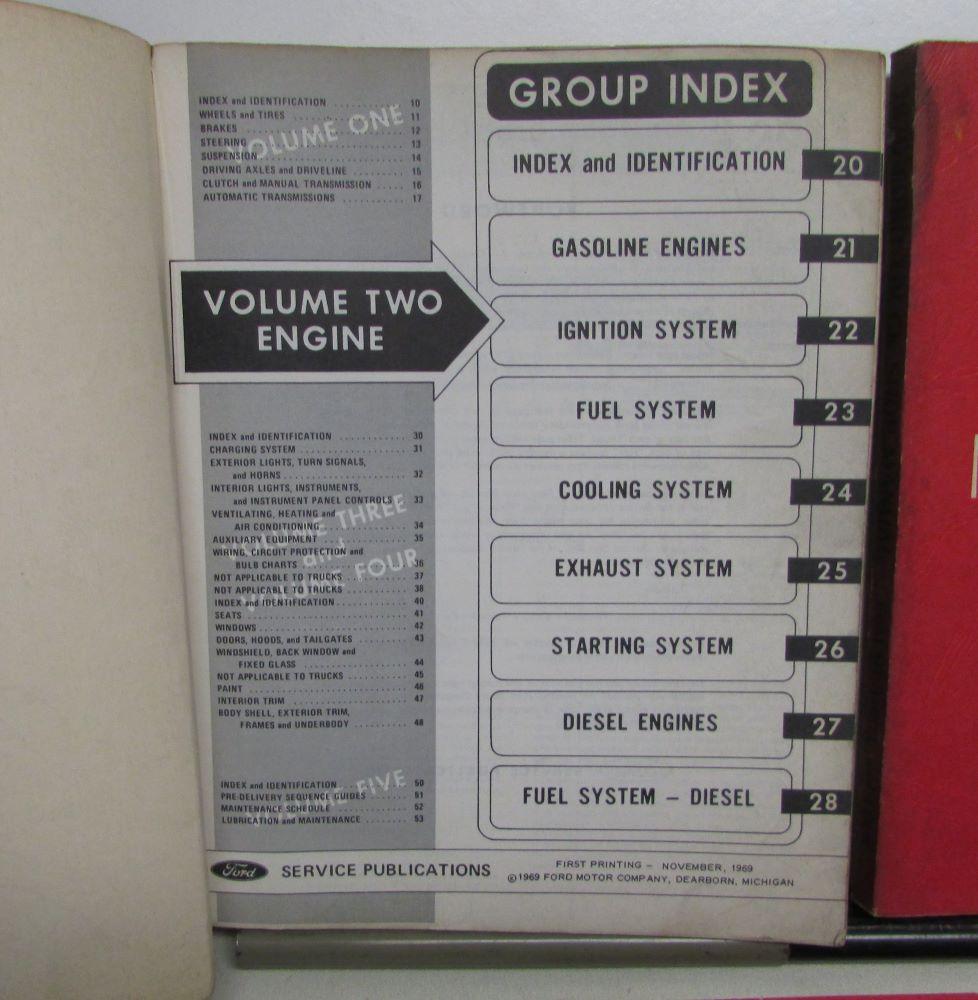 INDEX and IDENTIFICATION ............ 10
WHEELS and TIRES ............ 11
BRAKES ............ 12
STEERING ............ 13
SUSPENSION ............ 14
DRIVING AXLES and DRIVELINE .......... 15
CLUTCH and MANUAL TRANSMISSION ..... 16
AUTOMATIC TRANSMISSIONS ........... 17
VOLUME ONE
VOLUME TWO
ENGINE
INDEX and IDENTIFICATION ............ 30
CHARGING SYSTEM ............ 31
EXTERIOR LIGHTS, TURN SIGNALS,
and HORNS ............ 32
INTERIOR LIGHTS, INSTRUMENTS,
and INSTRUMENT PANEL CONTROLS . 33
VENTILATING, HEATING and
AIR CONDITIONING ............ 34
AUXILIARY EQUIPMENT ............ 35
WIRING, CIRCUIT PROTECTION and
BULB CHARTS ............ 36
NOT APPLICABLE TO TRUCKS ............ 37
NOT APPLICABLE TO TRUCKS ............ 38
INDEX and IDENTIFICATION ............ 40
SEATS ............ 41
WINDOWS ............ 42
DOORS, HOODS, and TAILGATES ......... 43
WINDSHIELD, BACK WINDOW and
FIXED GLASS ............ 44
NOT APPLICABLE TO TRUCKS ............ 45
PAINT ............ 46
INTERIOR TRIM ............ 47
BODY SHELL, EXTERIOR TRIM,
FRAMES and UNDERBODY ......... 48
VOLUME THREE
and
VOLUME FOUR
INDEX and IDENTIFICATION ............ 50
PRE-DELIVERY SEQUENCE GUIDES ........ 51
MAINTENANCE SCHEDULE ............ 52
LUBRICATION and MAINTENANCE ........ 53
VOLUME FIVE
GROUP INDEX
INDEX and IDENTIFICATION 20
GASOLINE ENGINES 21
IGNITION SYSTEM 22
FUEL SYSTEM 23
COOLING SYSTEM 24
EXHAUST SYSTEM 25
STARTING SYSTEM 26
DIESEL ENGINES 27
FUEL SYSTEM – DIESEL 28
Ford SERVICE PUBLICATIONS
FIRST PRINTING – NOVEMBER, 1969
©1969 FORD MOTOR COMPANY, DEARBORN, MICHIGAN